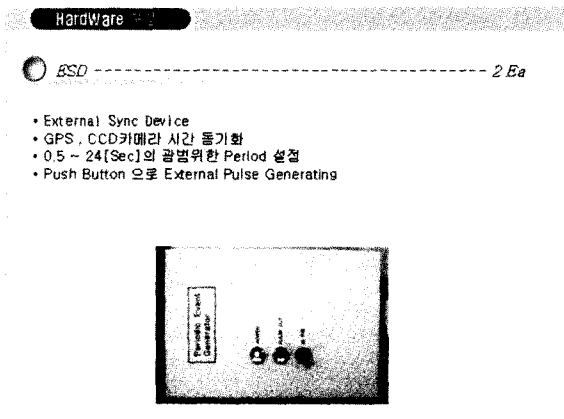 HardWare
ESD ---------------------------------------- 2 Ea
• External Sync Device
• GPS , CCD카메라 시간 동기화
• 0.5 ~ 24[Sec]의 광범위한 Period 설정
• Push Button 으로 External Pulse Generating
Periodic Event
Generator